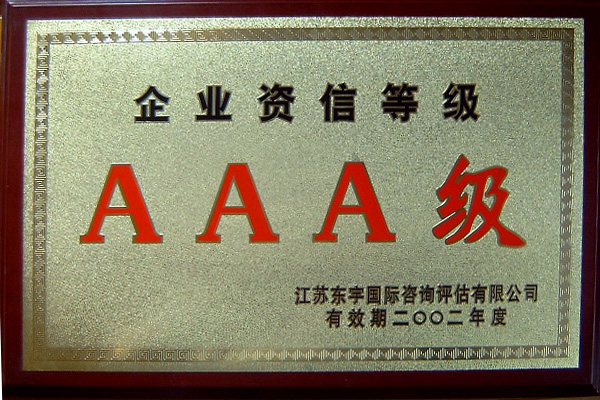 企业资信等级
AAA级
江苏东宇国际咨询评估有限公司
有效期二〇〇二年度